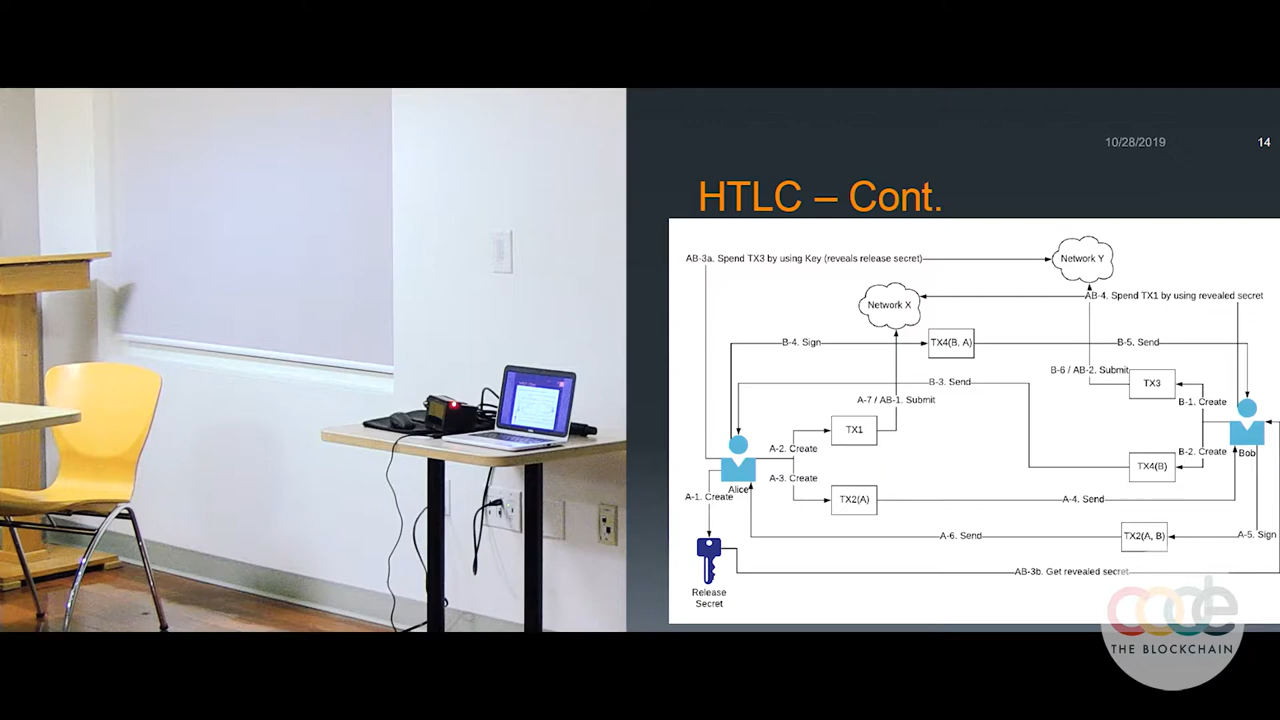 10/28/2019
14
HTLC – Cont.
AB-3a. Spend TX3 by using Key (reveals release secret)
Network Y
AB-4. Spend TX1 by using revealed secret
Network X
B-4. Sign
TX4(B, A)
B-5. Send
B-6 / AB-2. Submit
TX3
B-3. Send
A-7 / AB-1. Submit
B-1. Create
TX1
A-2. Create
Bob
B-2. Create
TX4(B)
A-3. Create
Alice
A-1. Create
TX2(A)
A-4. Send
A-6. Send
TX2(A, B)
A-5. Sign
AB-3b. Get revealed secret
Release
Secret
code
THE BLOCKCHAIN